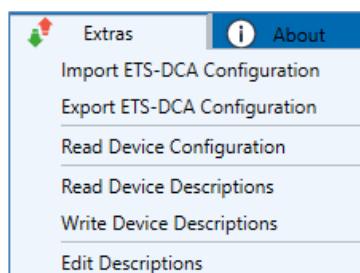 Extras
About
Import ETS-DCA Configuration
Export ETS-DCA Configuration
Read Device Configuration
Read Device Descriptions
Write Device Descriptions
Edit Descriptions